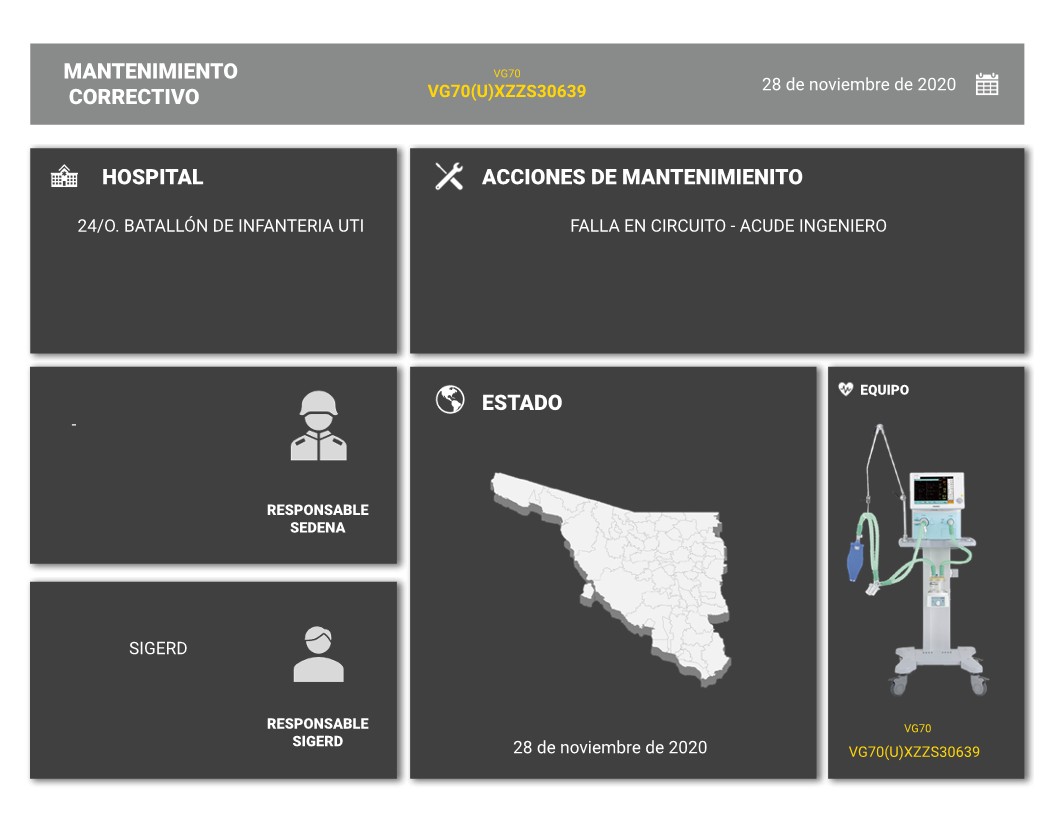 MANTENIMIENTO
CORRECTIVO
VG70
VG70(U)XZZS30639
28 de noviembre de 2020
HOSPITAL
24/O. BATALLÓN DE INFANTERIA UTI
ACCIONES DE MANTENIMIENITO
FALLA EN CIRCUITO - ACUDE INGENIERO
-
RESPONSABLE
SEDENA
SIGERD
RESPONSABLE
SIGERD
ESTADO
28 de noviembre de 2020
EQUIPO
VG70
VG70(U)XZZS30639